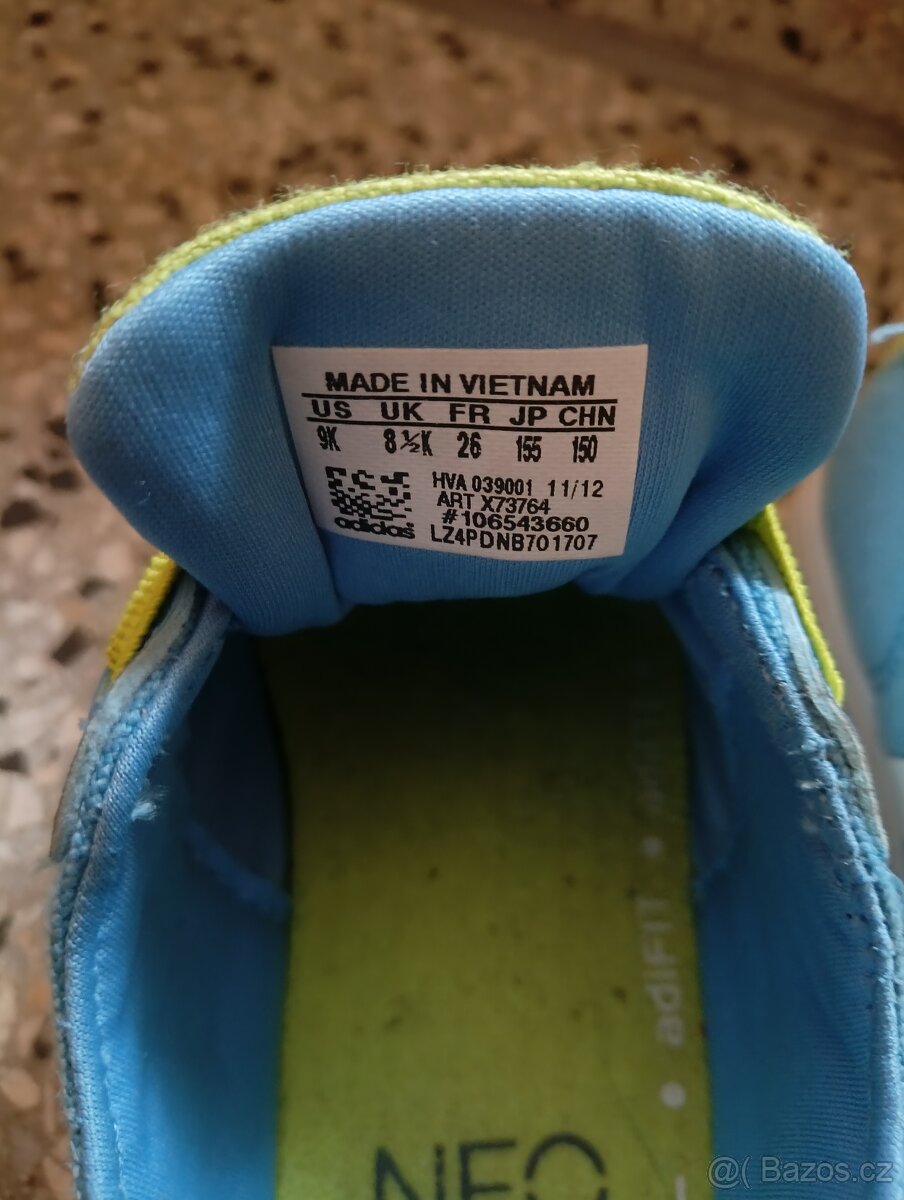 MADE IN VIETNAM
US UK FR JP CHN
9K 8½K 26 155 150
HVA 039001 11/12
ART X73764
#106543660
adidas LZ4PDNB701707
adiFIT
NEO
@( Bazos.cz